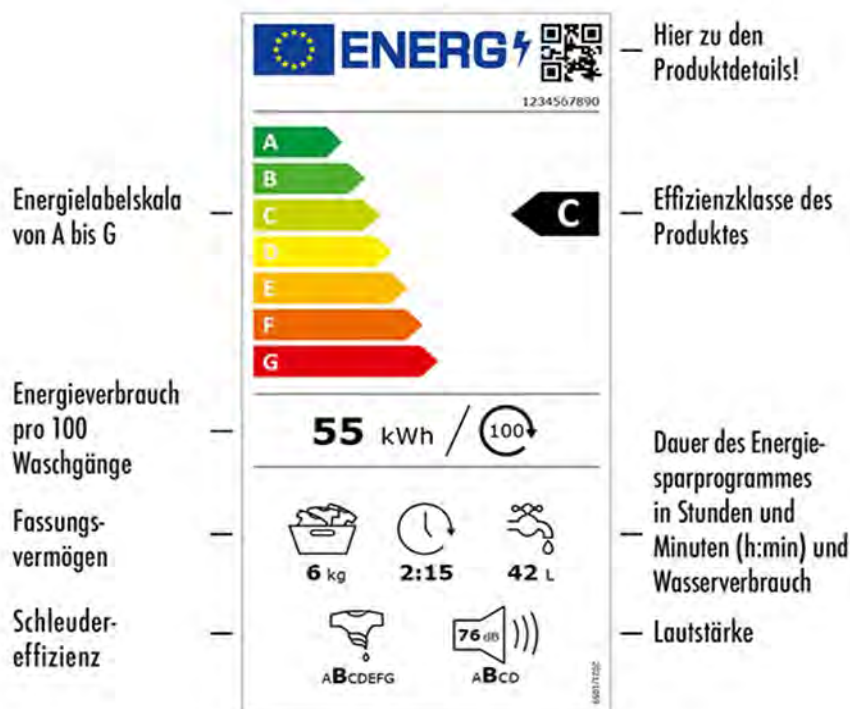 ENERG
Hier zu den
Produktdetails!
1234567890
A
B
C
D
E
F
G
C
Energielabelskala
von A bis G
Effizienzklasse des
Produktes
Energieverbrauch
pro 100
Waschgänge
55 kWh / 100
Dauer des Energie-
sparprogrammes
in Stunden und
Minuten (h:min) und
Wasserverbrauch
Fassungs-
vermögen
6 kg
2:15
42 L
Schleuder-
effizienz
ABCDEFG
76 dB
ABCD
Lautstärke